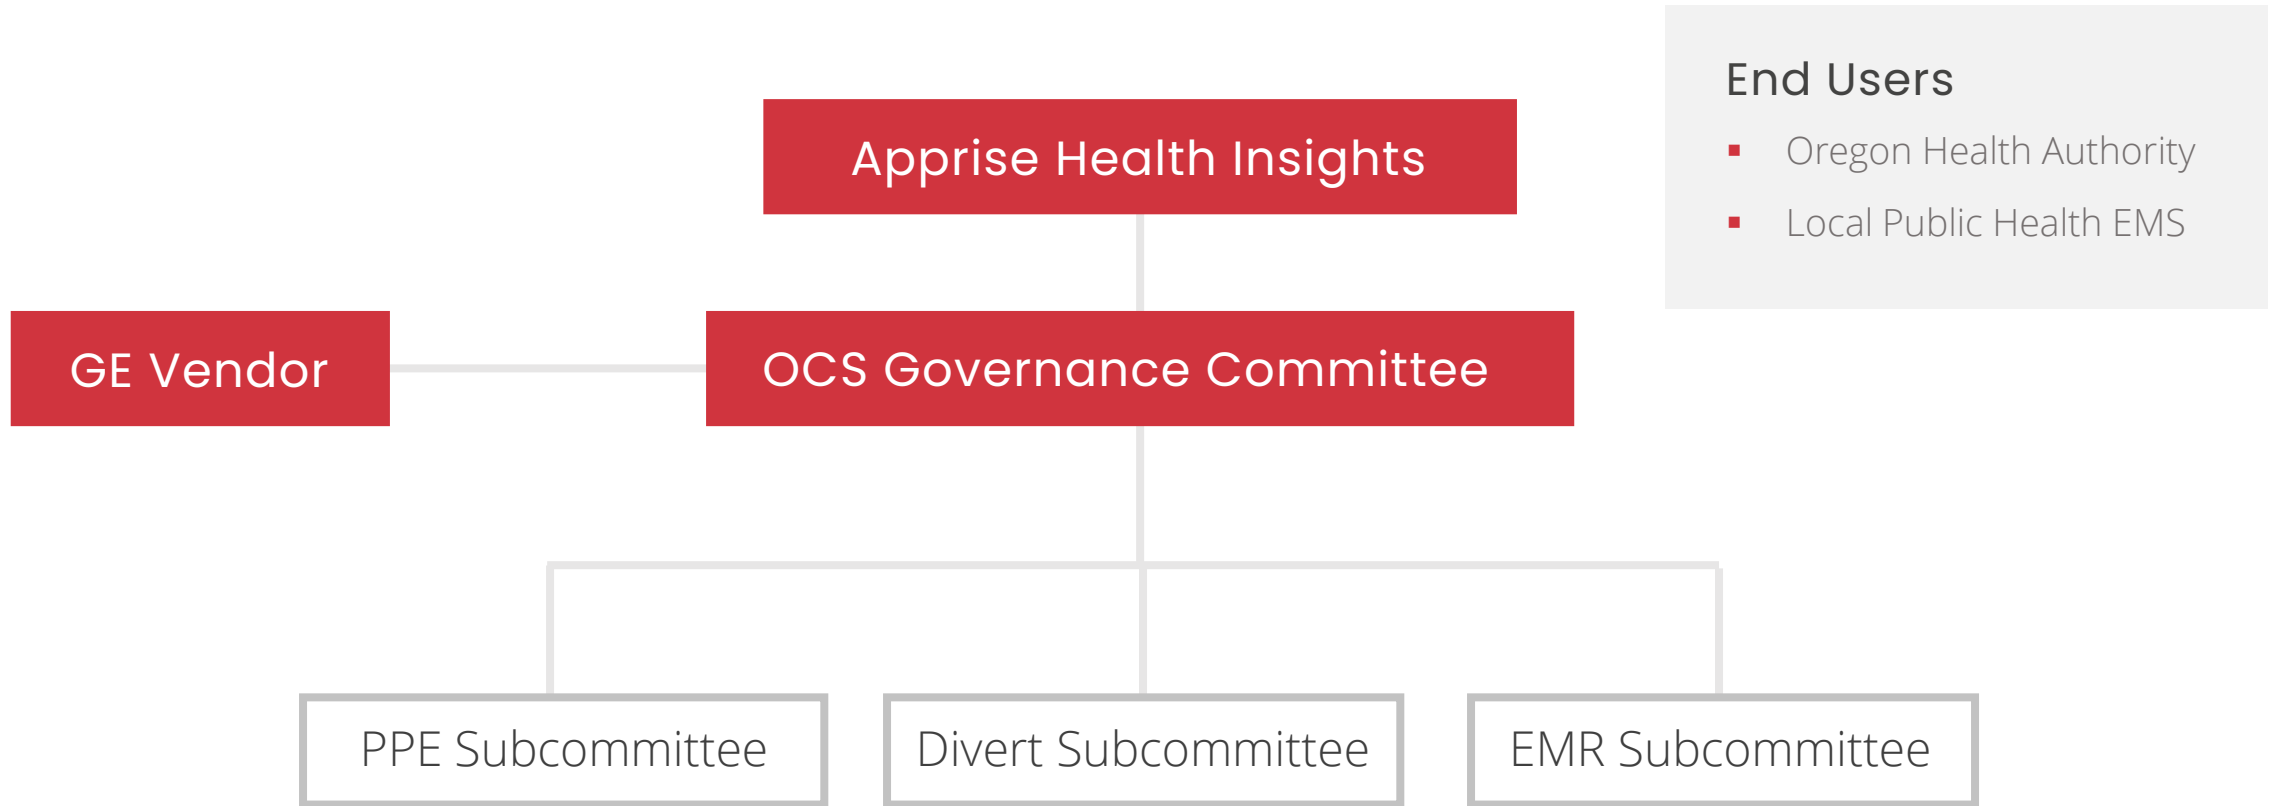 End Users
Oregon Health Authority
Local Public Health EMS
Apprise Health Insights
GE Vendor
OCS Governance Committee
PPE Subcommittee
Divert Subcommittee
EMR Subcommittee